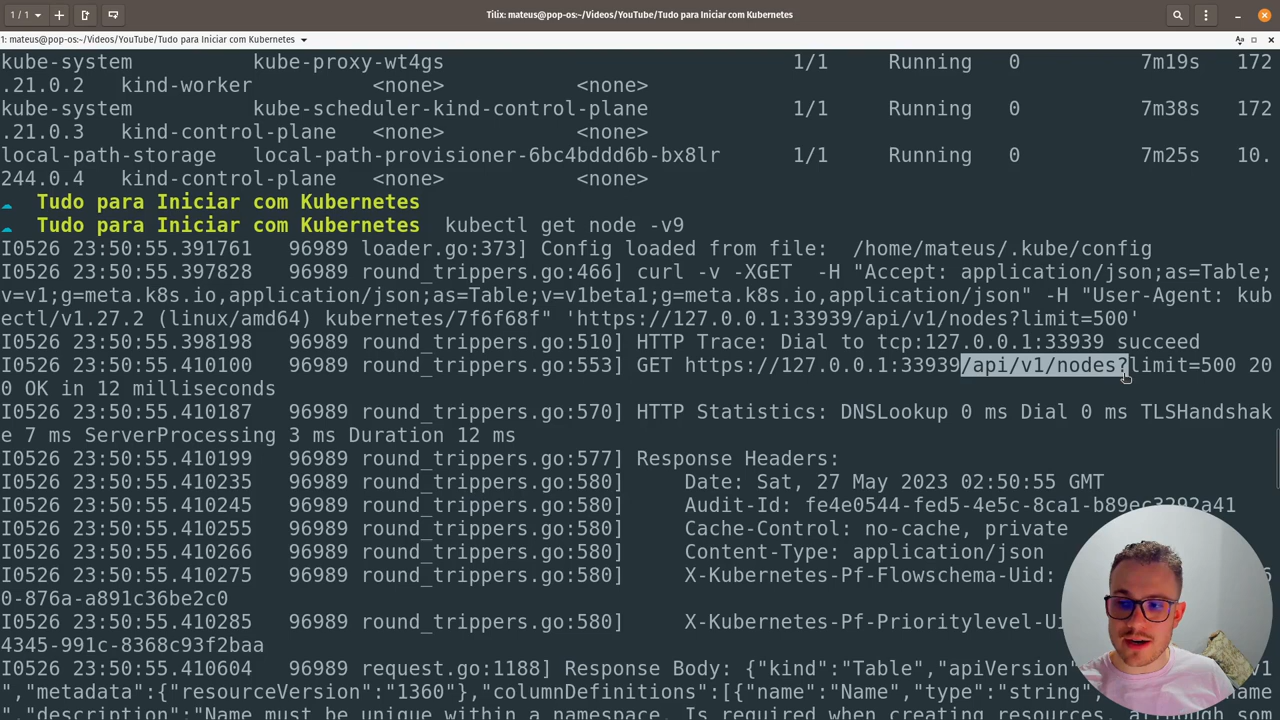 1 / 1
Tilix: mateus@pop-os:~/Videos/YouTube/Tudo para Iniciar com Kubernetes
1: mateus@pop-os:~/Videos/YouTube/Tudo para Iniciar com Kubernetes
kube-system kube-proxy-wt4gs 1/1 Running 0 7m19s 172
.21.0.2 kind-worker <none> <none>
kube-system kube-scheduler-kind-control-plane 1/1 Running 0 7m38s 172
.21.0.3 kind-control-plane <none> <none>
local-path-storage local-path-provisioner-6bc4bddd6b-bx8lr 1/1 Running 0 7m25s 10.
244.0.4 kind-control-plane <none> <none>
Tudo para Iniciar com Kubernetes
Tudo para Iniciar com Kubernetes kubectl get node -v9
I0526 23:50:55.391761 96989 loader.go:373] Config loaded from file: /home/mateus/.kube/config
I0526 23:50:55.397828 96989 round_trippers.go:466] curl -v -XGET -H "Accept: application/json;as=Table;
v=v1;g=meta.k8s.io,application/json;as=Table;v=v1beta1;g=meta.k8s.io,application/json" -H "User-Agent: kub
ectl/v1.27.2 (linux/amd64) kubernetes/7f6f68f" 'https://127.0.0.1:33939/api/v1/nodes?limit=500'
I0526 23:50:55.398198 96989 round_trippers.go:510] HTTP Trace: Dial to tcp:127.0.0.1:33939 succeed
I0526 23:50:55.410100 96989 round_trippers.go:553] GET https://127.0.0.1:33939/api/v1/nodes?limit=500 20
0 OK in 12 milliseconds
I0526 23:50:55.410187 96989 round_trippers.go:570] HTTP Statistics: DNSLookup 0 ms Dial 0 ms TLSHandshak
e 7 ms ServerProcessing 3 ms Duration 12 ms
I0526 23:50:55.410199 96989 round_trippers.go:577] Response Headers:
I0526 23:50:55.410235 96989 round_trippers.go:580] Date: Sat, 27 May 2023 02:50:55 GMT
I0526 23:50:55.410245 96989 round_trippers.go:580] Audit-Id: fe4e0544-fed5-4e5c-8ca1-b89ec3292a41
I0526 23:50:55.410255 96989 round_trippers.go:580] Cache-Control: no-cache, private
I0526 23:50:55.410266 96989 round_trippers.go:580] Content-Type: application/json
I0526 23:50:55.410275 96989 round_trippers.go:580] X-Kubernetes-Pf-Flowschema-Uid:
0-876a-a891c36be2c0
I0526 23:50:55.410285 96989 round_trippers.go:580]
4345-991c-8368c93f2baa
I0526 23:50:55.410604 96989 request.go:1188] Response Body: {"kind":"Table","apiVersion"
","metadata":{"resourceVersion":"1360"},"columnDefinitions":[{"name":"Name","type":"string",
","description":"Name must be unique within a namespace. Is required when creating resources,